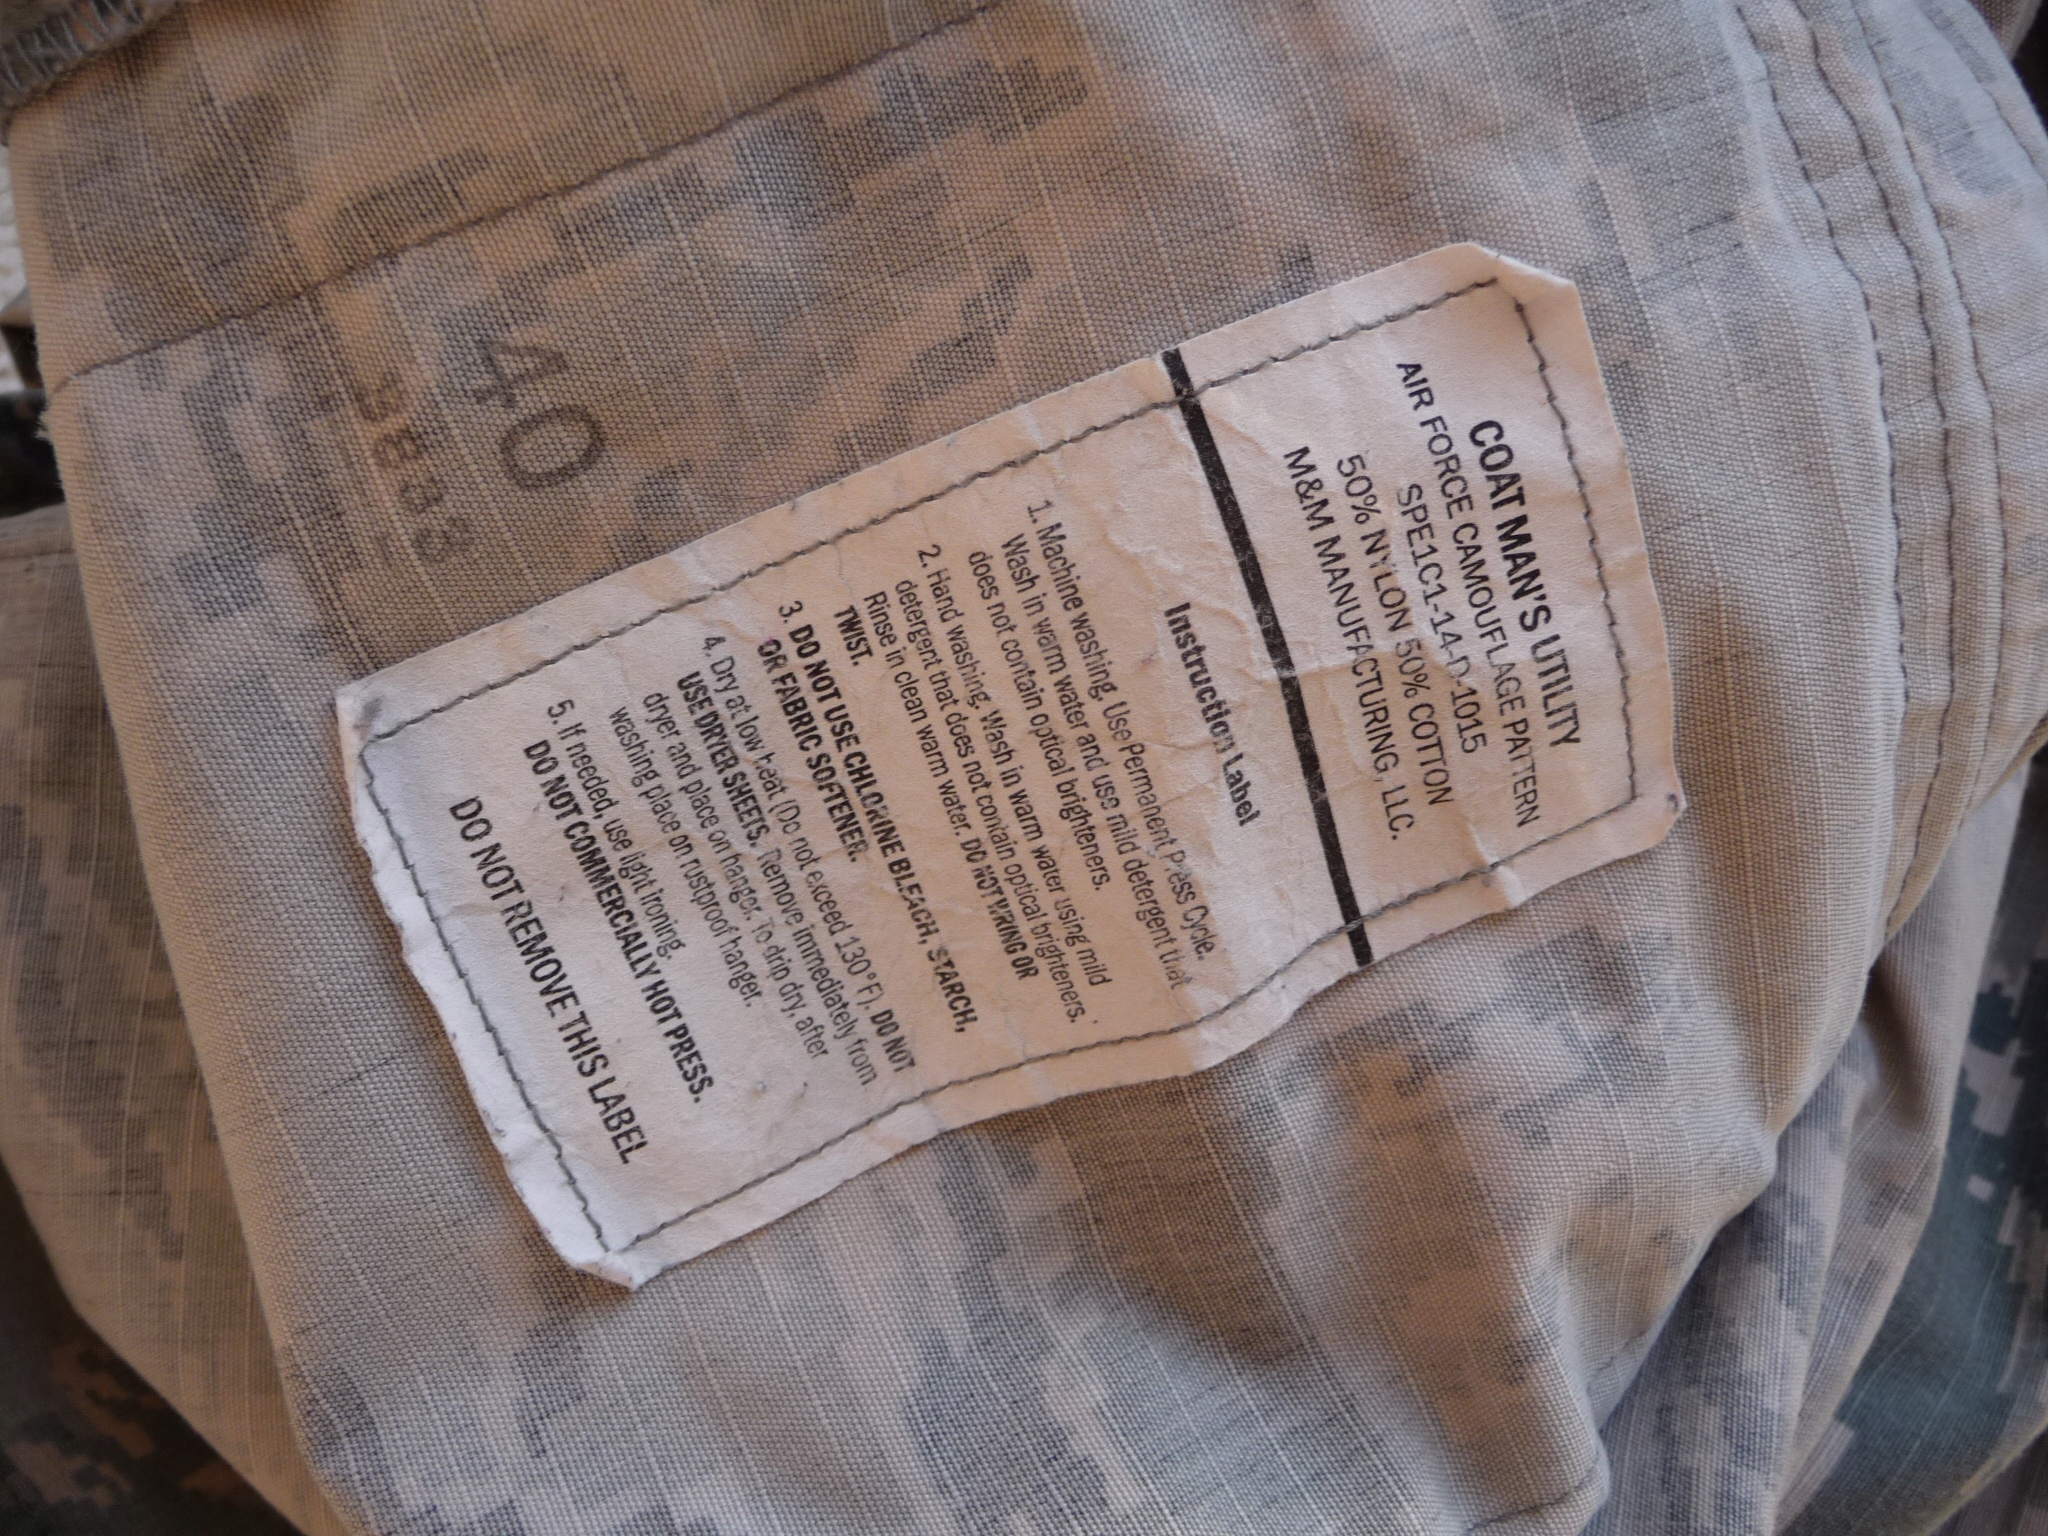 COAT MAN'S UTILITY
AIR FORCE CAMOUFLAGE PATTERN
SPE1C1-14-D-1015
50% NYLON 50% COTTON
M&M MANUFACTURING, LLC.
Instruction Label
1. Machine washing. Use Permanent Press Cycle.
Wash in warm water and use mild detergent that
does not contain optical brighteners.
2. Hand washing. Wash in warm water using mild
detergent that does not contain optical brighteners.
Rinse in clean warm water. DO NOT WRING OR
TWIST.
3. DO NOT USE CHLORINE BLEACH, STARCH,
OR FABRIC SOFTENER.
4. Dry at low heat (Do not exceed 130°F). DO NOT
USE DRYER SHEETS. Remove immediately from
dryer and place on hanger. To drip dry, after
washing place on rustproof hanger.
5. If needed, use light ironing.
DO NOT COMMERCIALLY HOT PRESS.
DO NOT REMOVE THIS LABEL
40